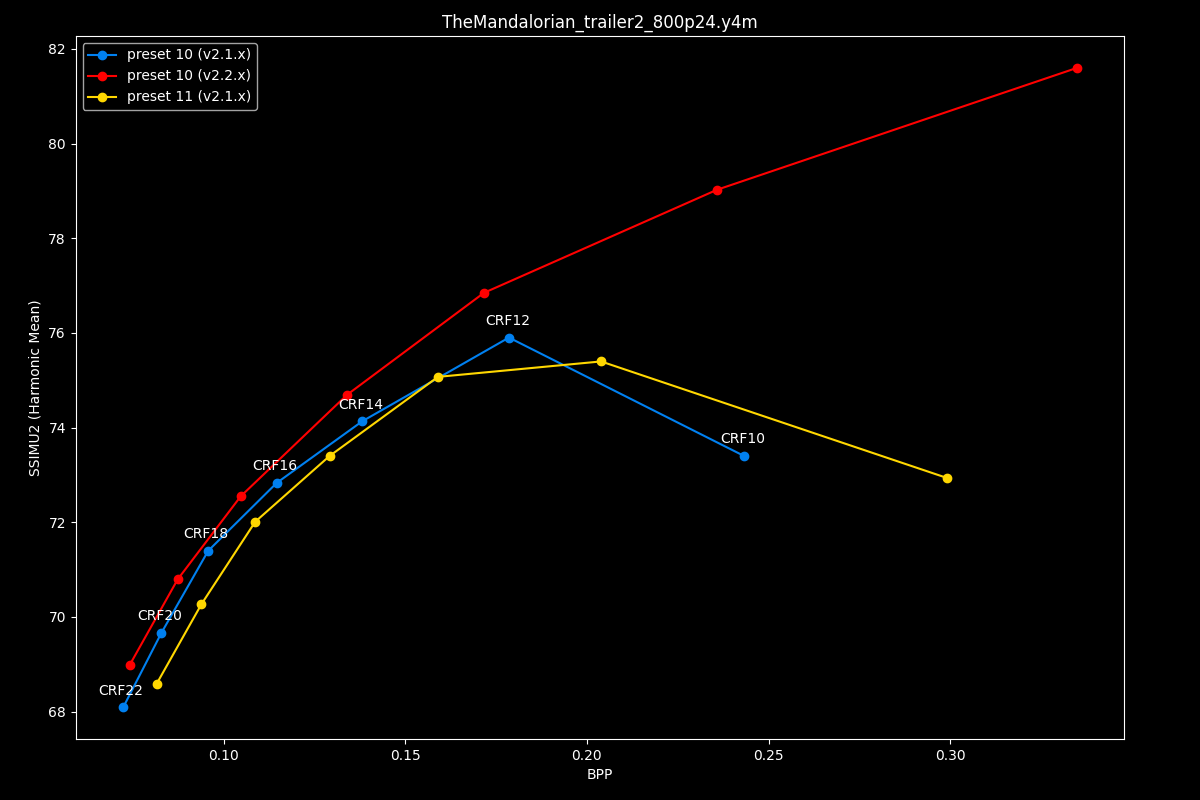 TheMandalorian_trailer2_800p24.y4m
preset 10 (v2.1.x)
preset 10 (v2.2.x)
preset 11 (v2.1.x)
82
80
78
76
74
72
70
68
SSIMU2 (Harmonic Mean)
CRF12
CRF14
CRF10
CRF16
CRF18
CRF20
CRF22
0.10
0.15
0.20
0.25
0.30
BPP